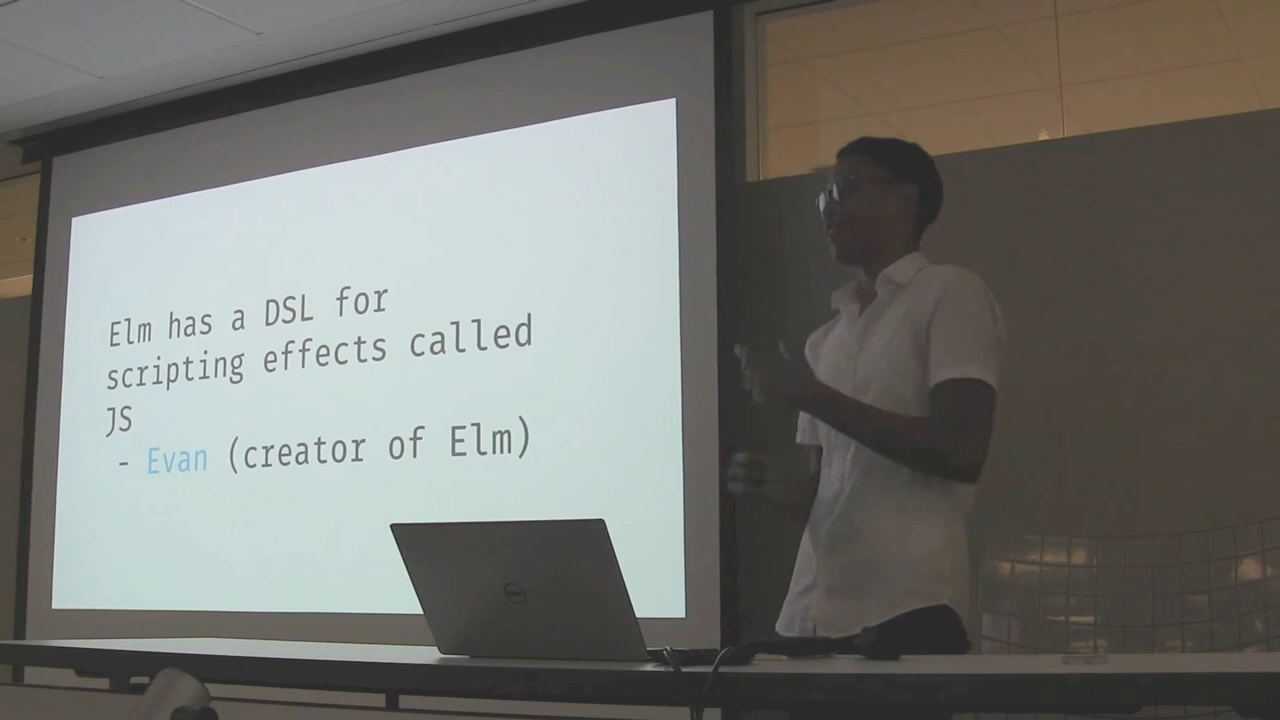 Elm has a DSL for
scripting effects called
JS
- Evan (creator of Elm)
DELL